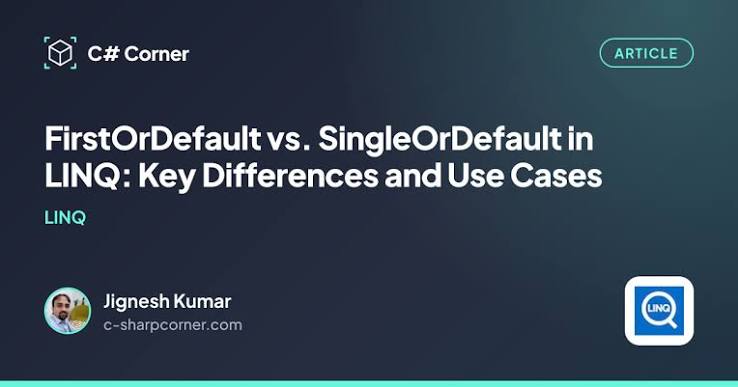 C# Corner
ARTICLE
FirstOrDefault vs. SingleOrDefault in
LINQ: Key Differences and Use Cases
LINQ
Jignesh Kumar
c-sharpcorner.com
LINQ